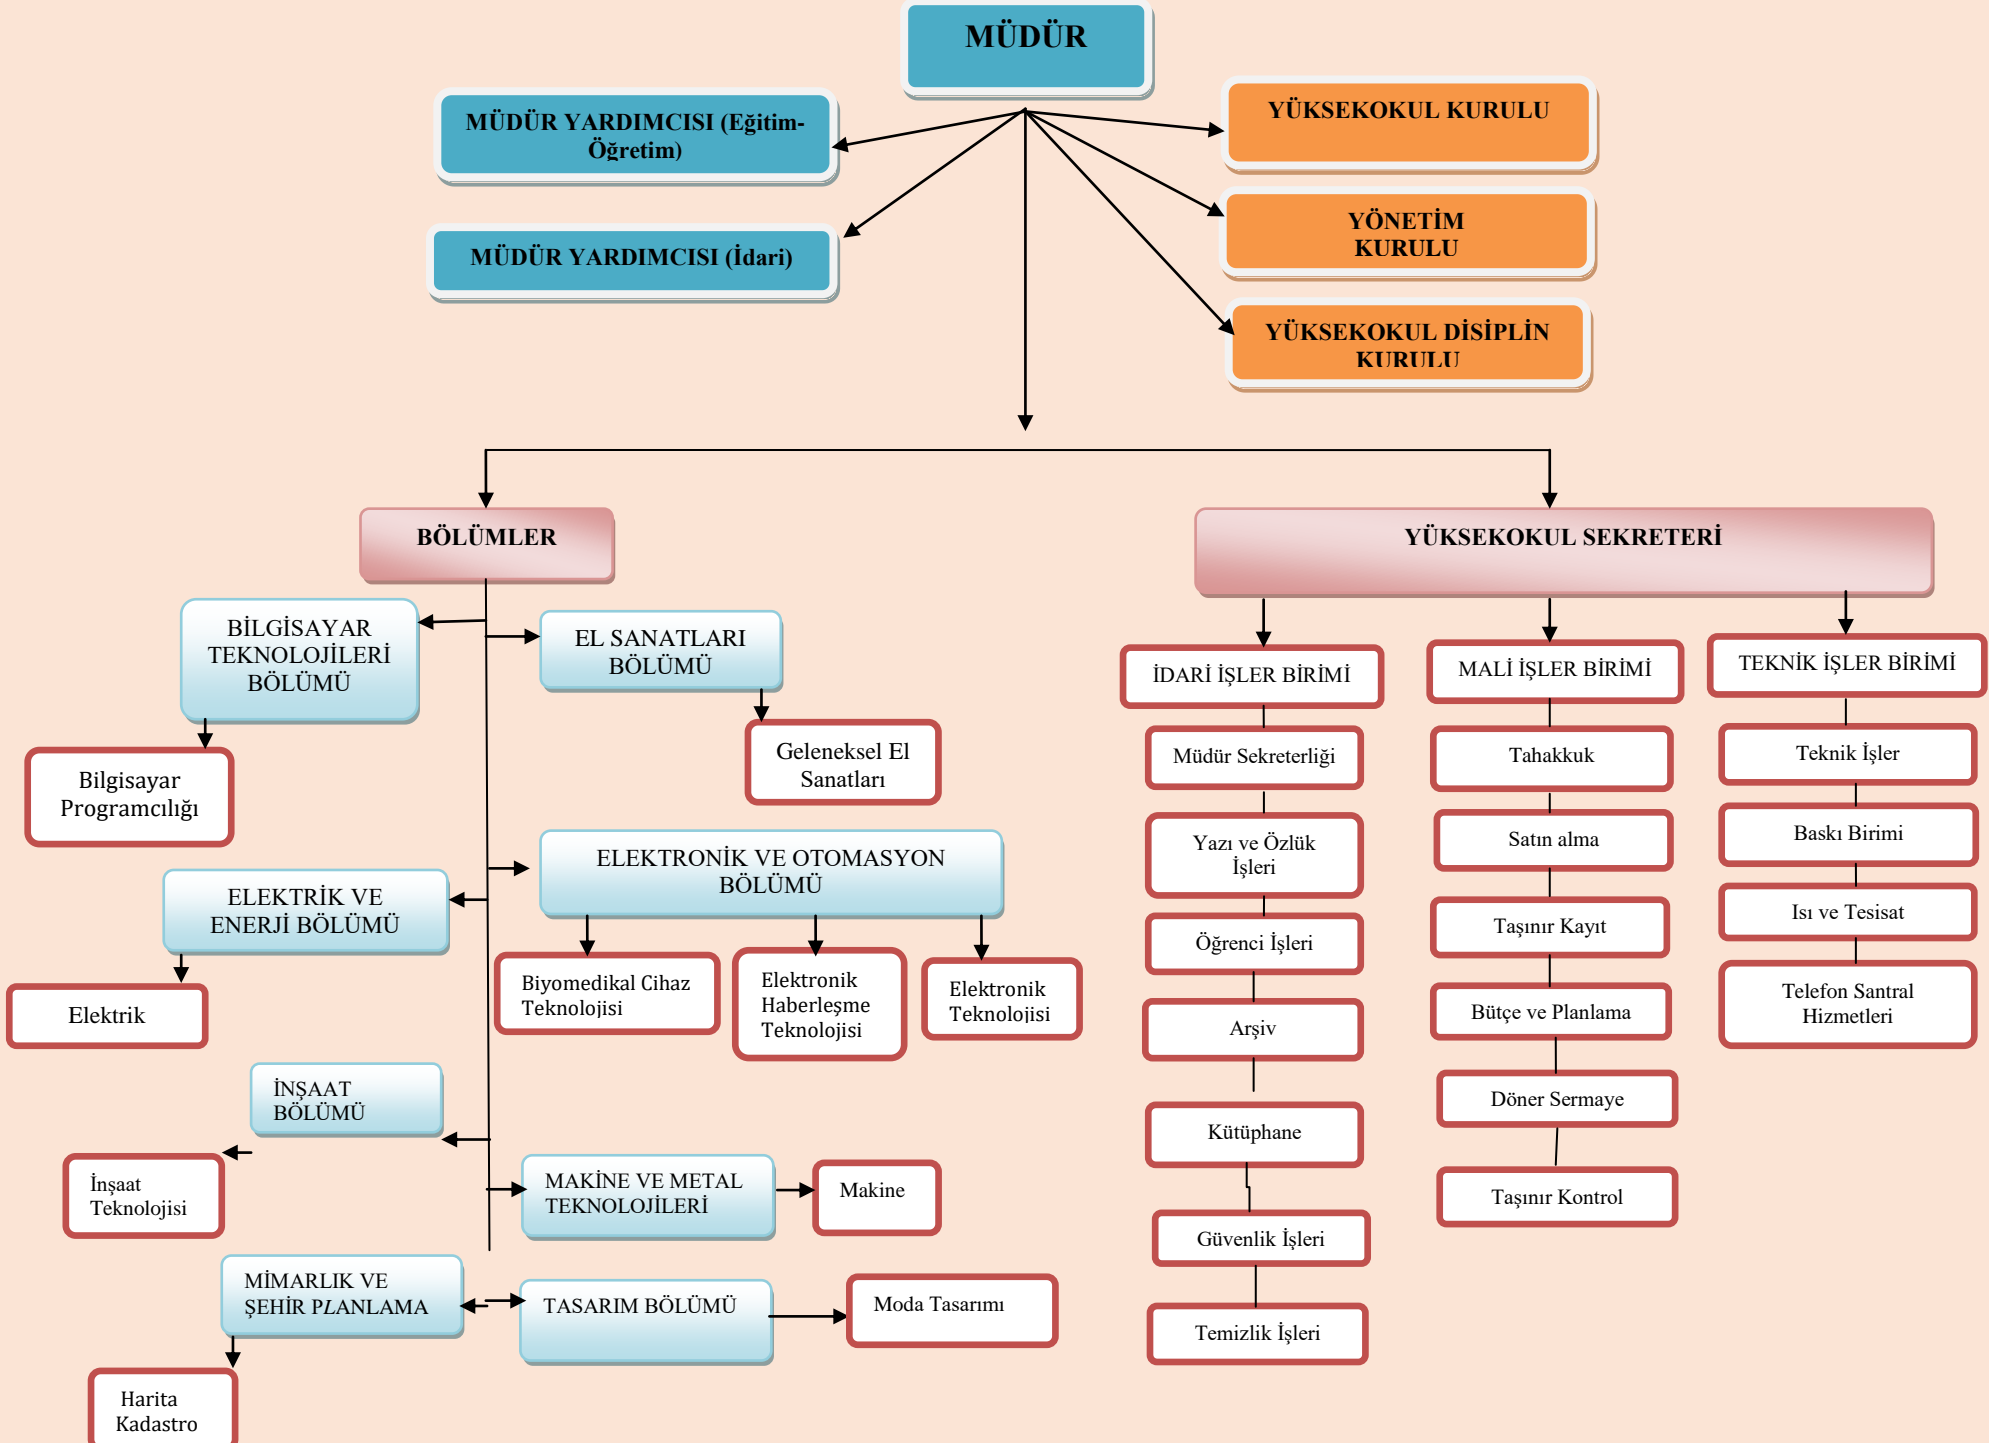 MÜDÜR
MÜDÜR YARDIMCISI (Eğitim-
Öğretim)
MÜDÜR YARDIMCISI (İdari)
YÜKSEKOKUL KURULU
YÖNETİM
KURULU
YÜKSEKOKUL DİSİPLİN
KURULU
BÖLÜMLER
BİLGİSAYAR
TEKNOLOJİLERİ
BÖLÜMÜ
EL SANATLARI
BÖLÜMÜ
Bilgisayar
Programcılığı
Geleneksel El
Sanatları
ELEKTRİK VE
ENERJİ BÖLÜMÜ
ELEKTRONİK VE OTOMASYON
BÖLÜMÜ
Elektrik
Biyomedikal Cihaz
Teknolojisi
Elektronik
Haberleşme
Teknolojisi
Elektronik
Teknolojisi
İNŞAAT
BÖLÜMÜ
İnşaat
Teknolojisi
MAKİNE VE METAL
TEKNOLOJİLERİ
Makine
MİMARLIK VE
ŞEHİR PLANLAMA
TASARIM BÖLÜMÜ
Moda Tasarımı
Harita
Kadastro
YÜKSEKOKUL SEKRETERİ
İDARİ İŞLER BİRİMİ
Müdür Sekreterliği
Yazı ve Özlük
İşleri
Öğrenci İşleri
Arşiv
Kütüphane
Güvenlik İşleri
Temizlik İşleri
MALİ İŞLER BİRİMİ
Tahakkuk
Satın alma
Taşınır Kayıt
Bütçe ve Planlama
Döner Sermaye
Taşınır Kontrol
TEKNİK İŞLER BİRİMİ
Teknik İşler
Baskı Birimi
Isı ve Tesisat
Telefon Santral
Hizmetleri